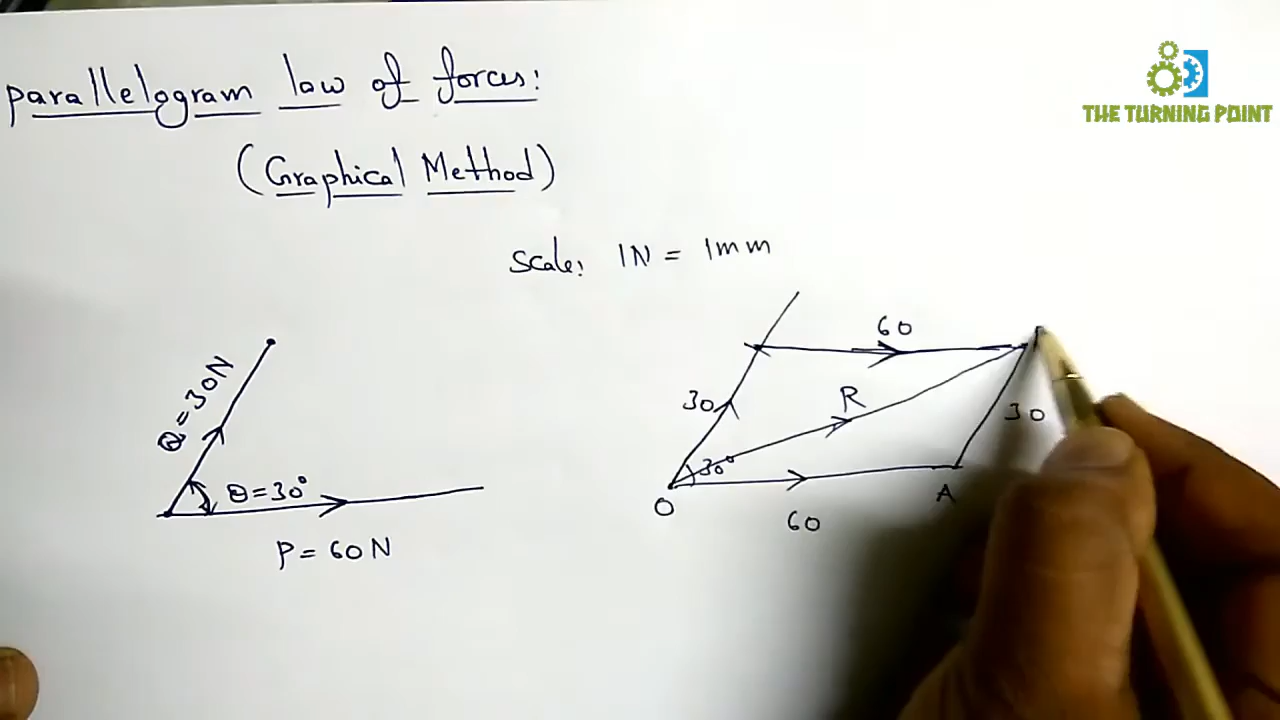 parallelogram law of forces:
(Graphical Method)
THE TURNING POINT
Scale: 1N = 1mm
Q = 30N
θ = 30°
P = 60N
60
30
R
30
30°
O
A
60